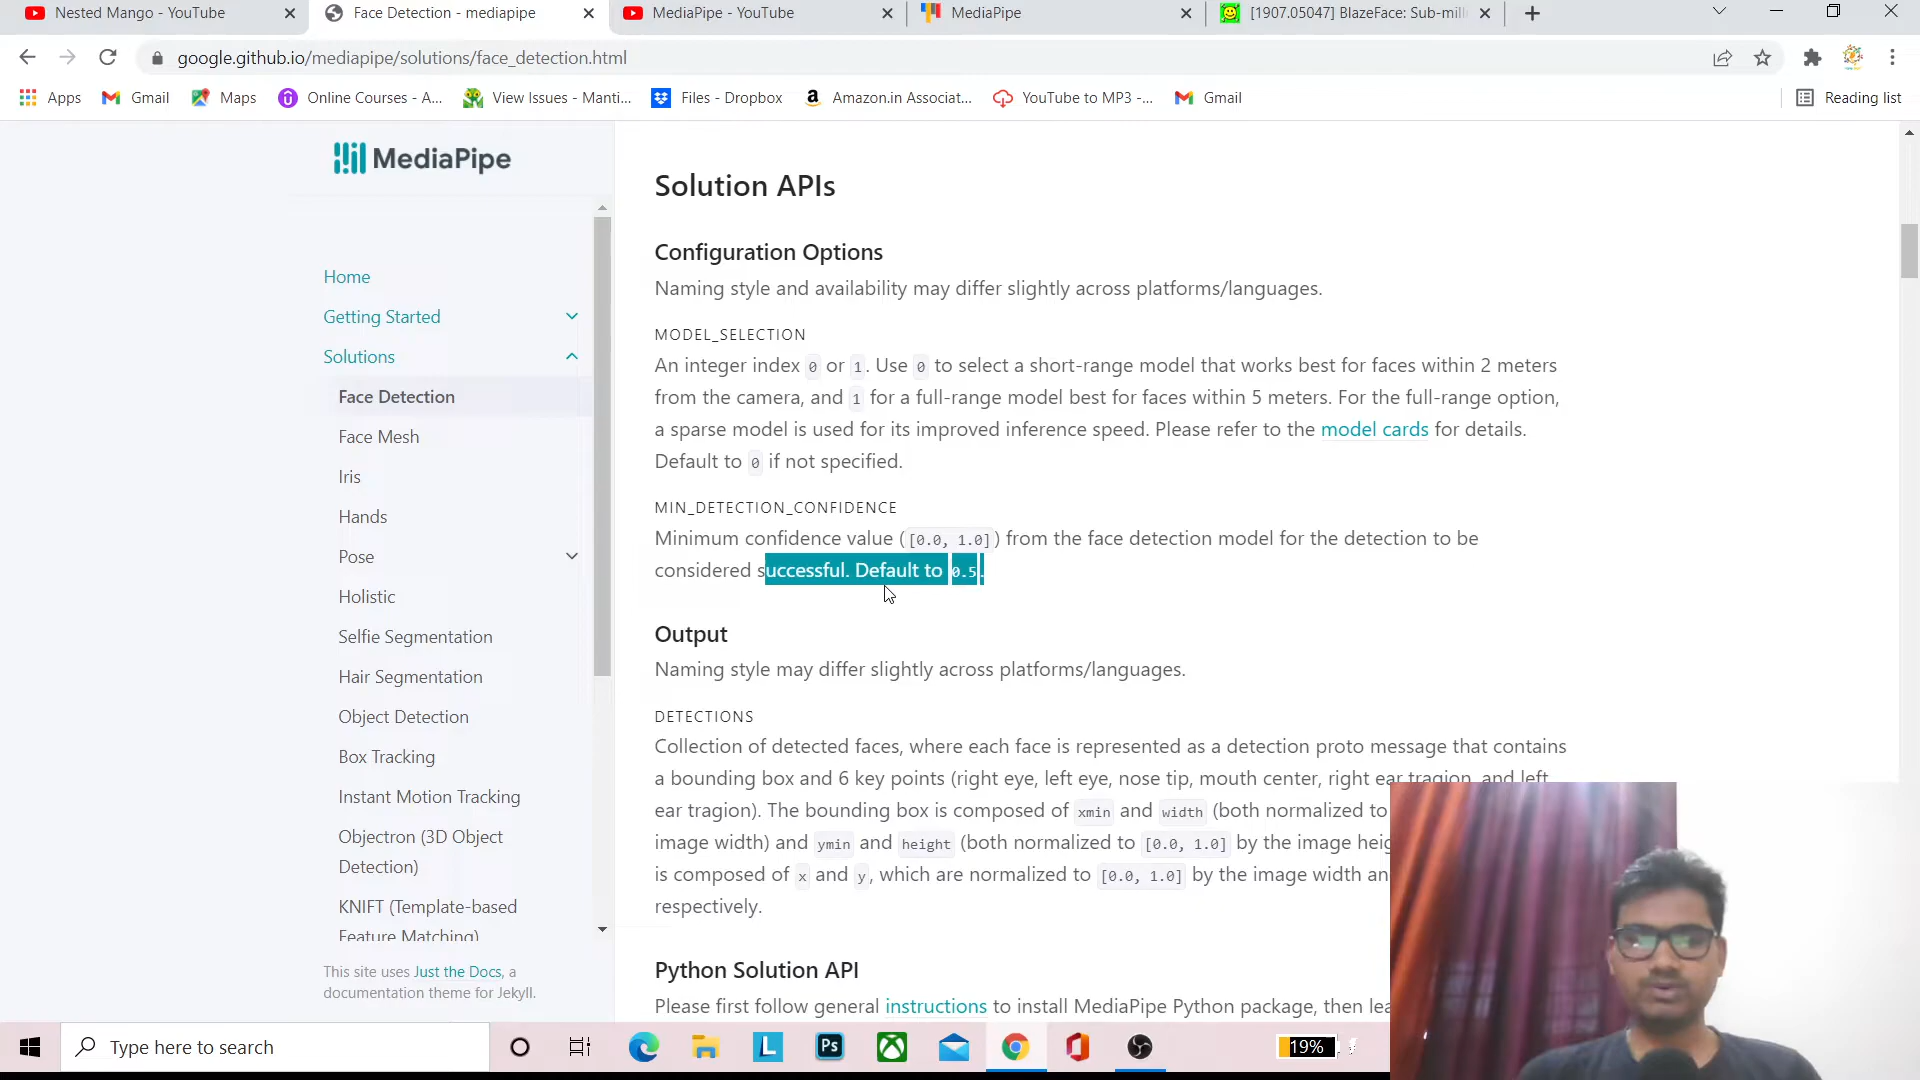 Nested Mango - YouTube
Face Detection - mediapipe
MediaPipe - YouTube
MediaPipe
[1907.05047] BlazeFace: Sub-mill
google.github.io/mediapipe/solutions/face_detection.html
Apps
Gmail
Maps
Online Courses - A...
View Issues - Manti...
Files - Dropbox
Amazon.in Associat...
YouTube to MP3 -...
Gmail
Reading list
MediaPipe
Home
Getting Started
Solutions
Face Detection
Face Mesh
Iris
Hands
Pose
Holistic
Selfie Segmentation
Hair Segmentation
Object Detection
Box Tracking
Instant Motion Tracking
Objectron (3D Object
Detection)
KNIFT (Template-based
Feature Matching)
This site uses Just the Docs, a
documentation theme for Jekyll.
Solution APIs
Configuration Options
Naming style and availability may differ slightly across platforms/languages.
MODEL_SELECTION
An integer index 0 or 1. Use 0 to select a short-range model that works best for faces within 2 meters
from the camera, and 1 for a full-range model best for faces within 5 meters. For the full-range option,
a sparse model is used for its improved inference speed. Please refer to the model cards for details.
Default to 0 if not specified.
MIN_DETECTION_CONFIDENCE
Minimum confidence value ([0.0, 1.0]) from the face detection model for the detection to be
considered successful. Default to 0.5.
Output
Naming style may differ slightly across platforms/languages.
DETECTIONS
Collection of detected faces, where each face is represented as a detection proto message that contains
a bounding box and 6 key points (right eye, left eye, nose tip, mouth center, right ear tragion, and left
ear tragion). The bounding box is composed of xmin and width (both normalized to
image width) and ymin and height (both normalized to [0.0, 1.0] by the image heig
is composed of x and y, which are normalized to [0.0, 1.0] by the image width an
respectively.
Python Solution API
Please first follow general instructions to install MediaPipe Python package, then lea
Type here to search
L
Ps
19%